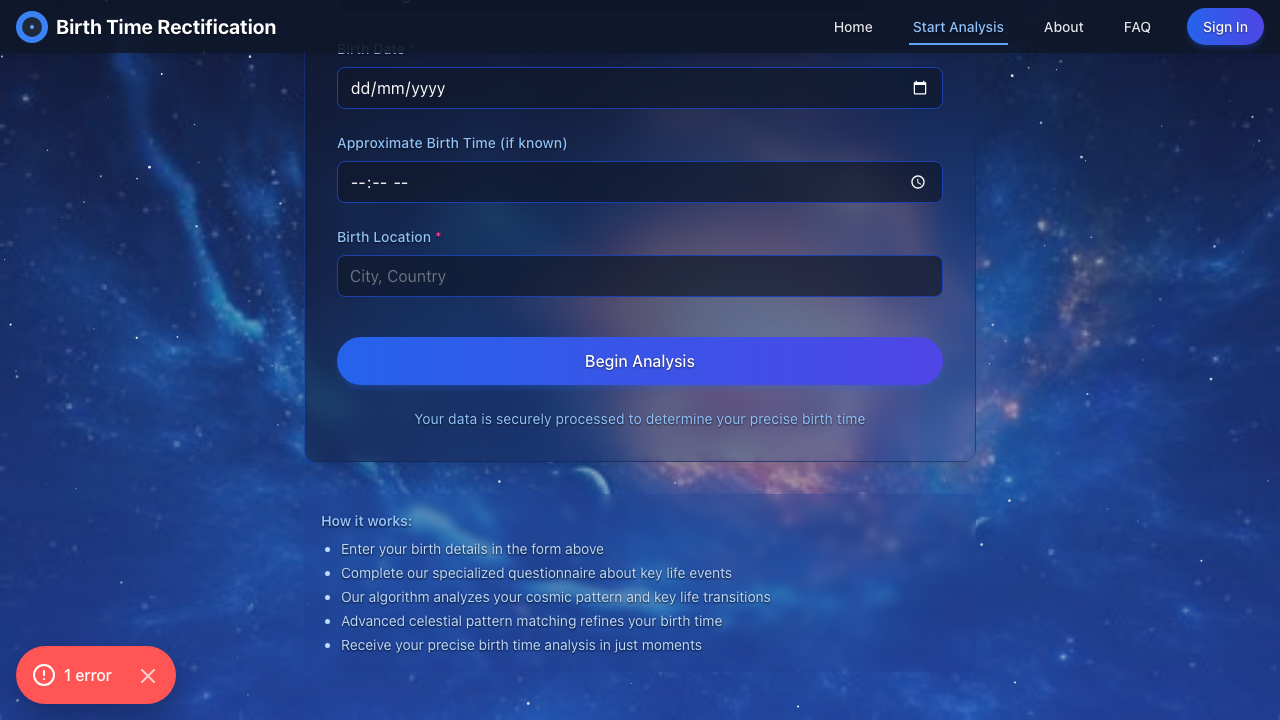 Birth Time Rectification
Home
Start Analysis
About
FAQ
Sign In
Birth Date *
dd/mm/yyyy
Approximate Birth Time (if known)
--:-- --
Birth Location *
City, Country
Begin Analysis
Your data is securely processed to determine your precise birth time
How it works:
• Enter your birth details in the form above
• Complete our specialized questionnaire about key life events
• Our algorithm analyzes your cosmic pattern and key life transitions
• Advanced celestial pattern matching refines your birth time
• Receive your precise birth time analysis in just moments
1 error